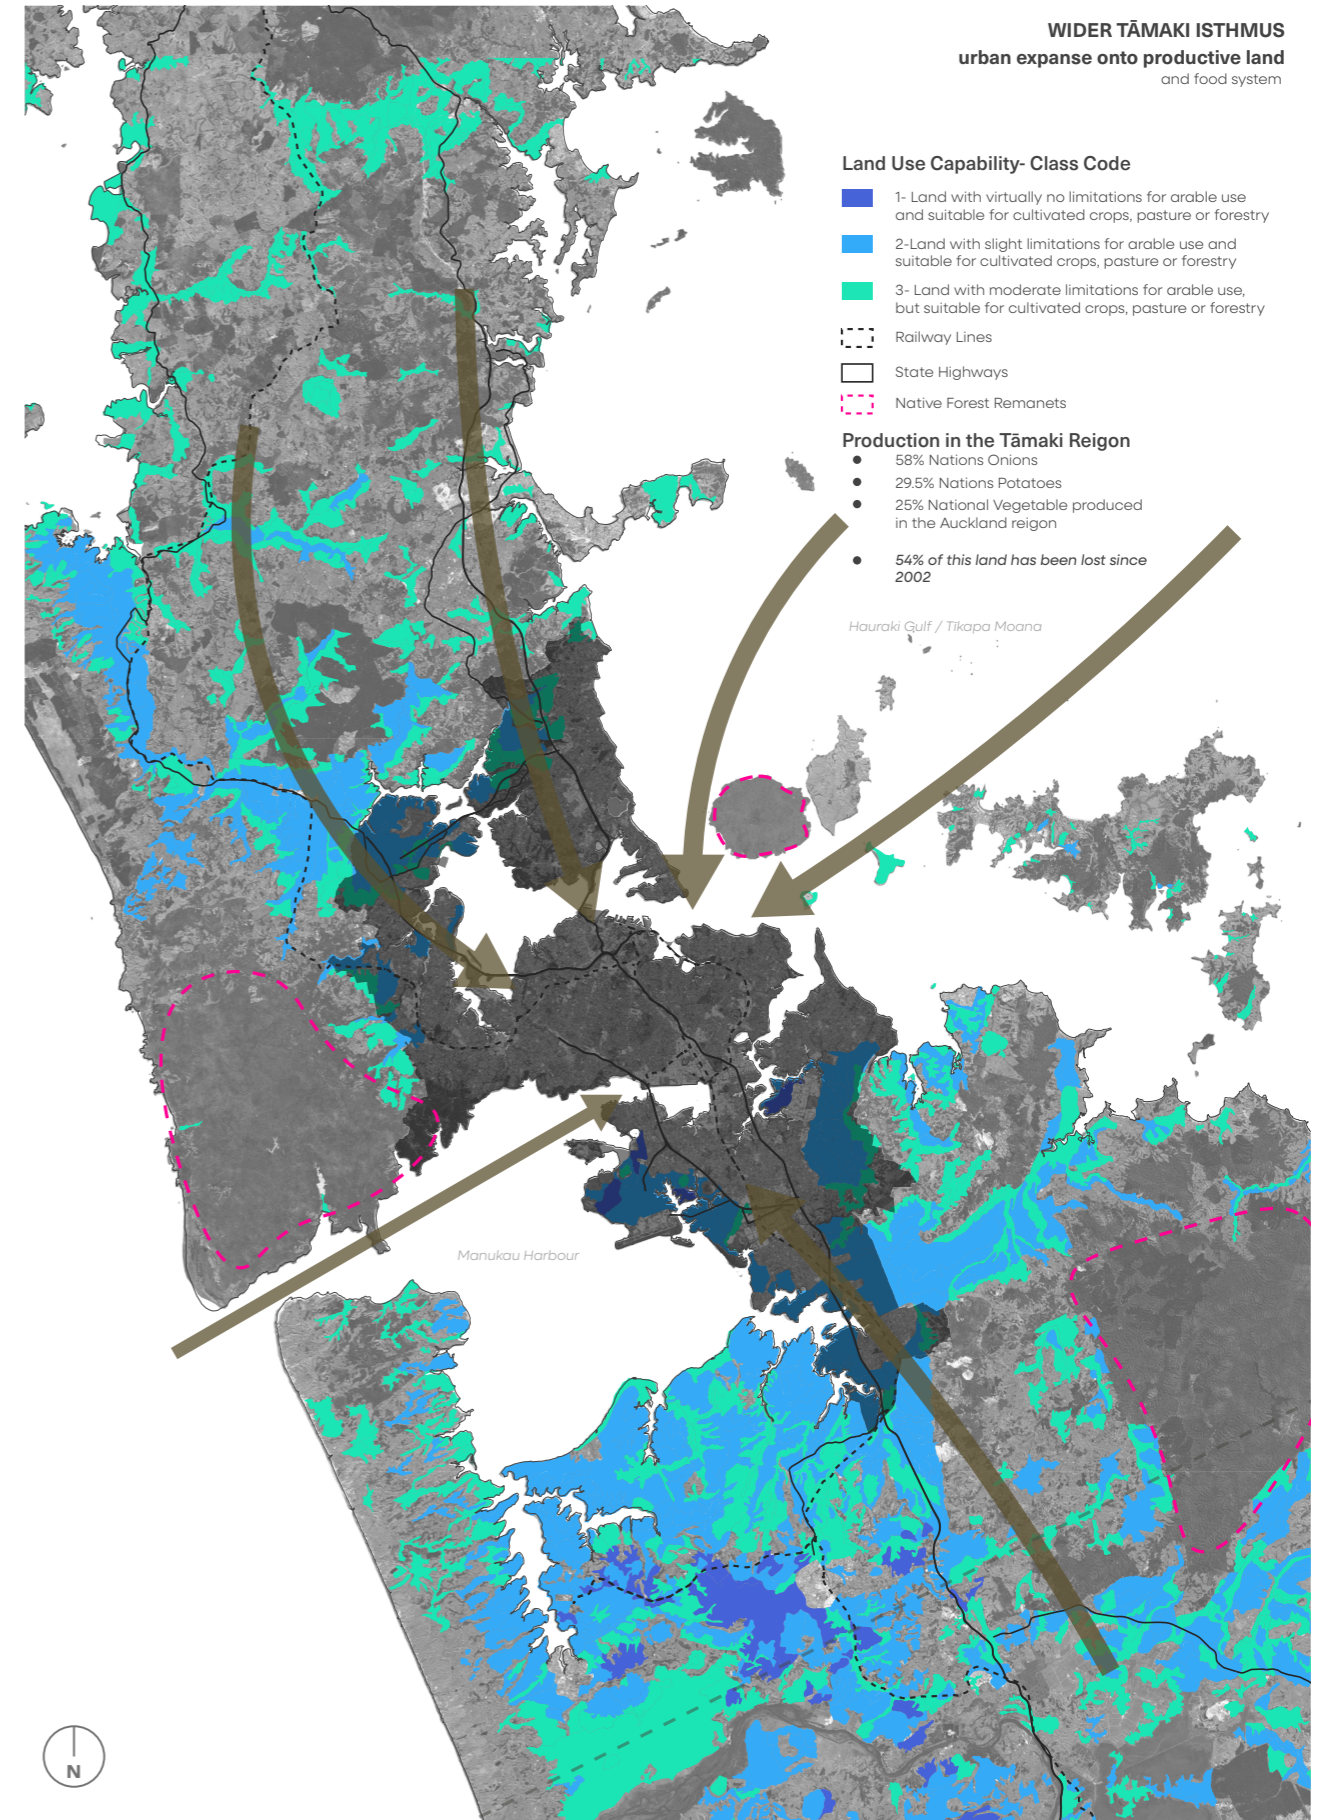 WIDER TĀMAKI ISTHMUS
urban expanse onto productive land
and food system
Land Use Capability- Class Code
1- Land with virtually no limitations for arable use
and suitable for cultivated crops, pasture or forestry
2-Land with slight limitations for arable use and
suitable for cultivated crops, pasture or forestry
3- Land with moderate limitations for arable use,
but suitable for cultivated crops, pasture or forestry
Railway Lines
State Highways
Native Forest Remanets
Production in the Tāmaki Reigon
58% Nations Onions
29.5% Nations Potatoes
25% National Vegetable produced
in the Auckland reigon
54% of this land has been lost since
2002
Hauraki Gulf / Tīkapa Moana
Manukau Harbour
N